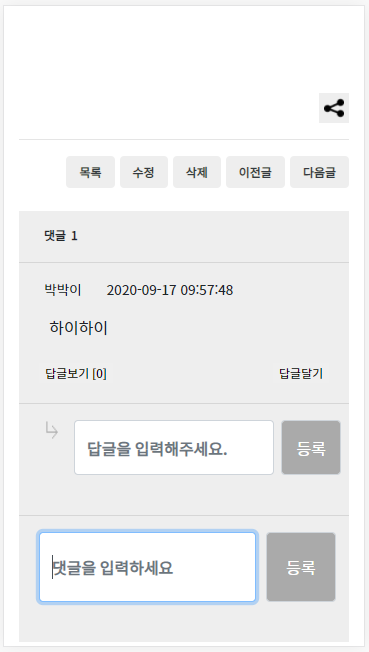 목록 수정 삭제 이전글 다음글
댓글 1
박박이 2020-09-17 09:57:48
하이하이
답글보기 [0] 답글달기
답글을 입력해주세요. 등록
댓글을 입력하세요 등록